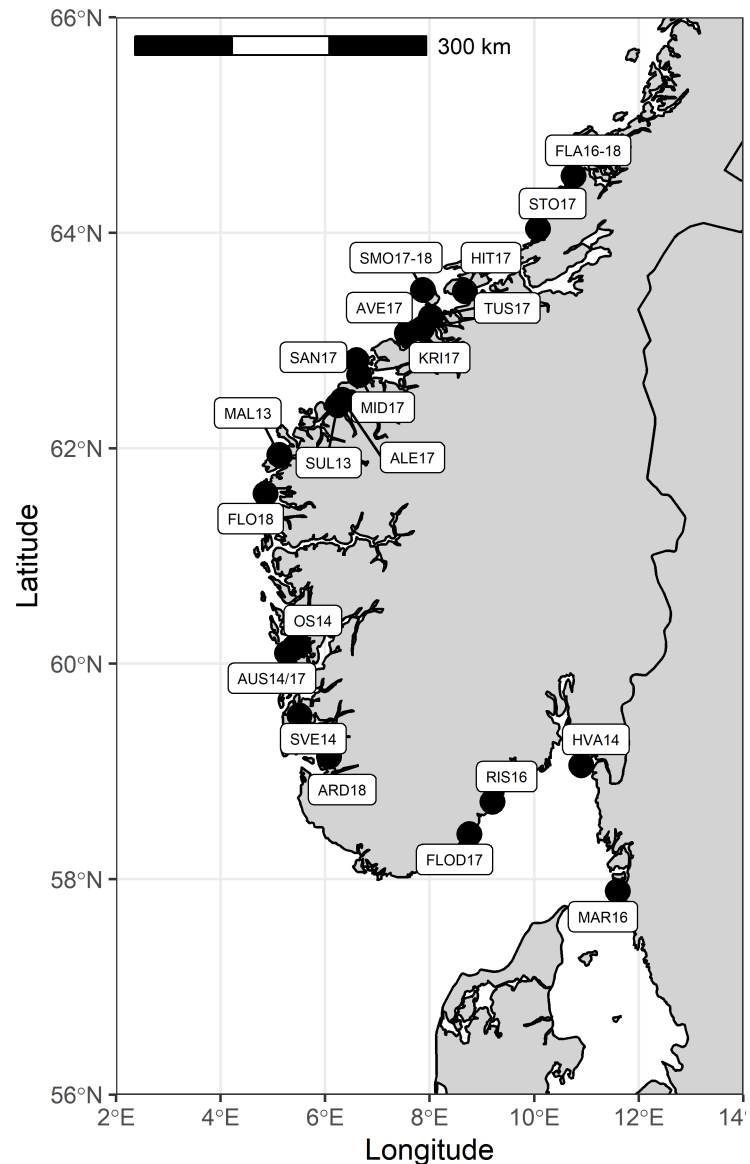 66°N
300 km
FLA16-18
STO17
64°N
SMO17-18
HIT17
AVE17
TUS17
SAN17
KRI17
MAL13
MID17
62°N
SUL13
ALE17
FLO18
Latitude
OS14
60°N
AUS14/17
SVE14
HVA14
ARD18
RIS16
FLOD17
58°N
MAR16
56°N
2°E
4°E
6°E
8°E
10°E
12°E
14°
Longitude